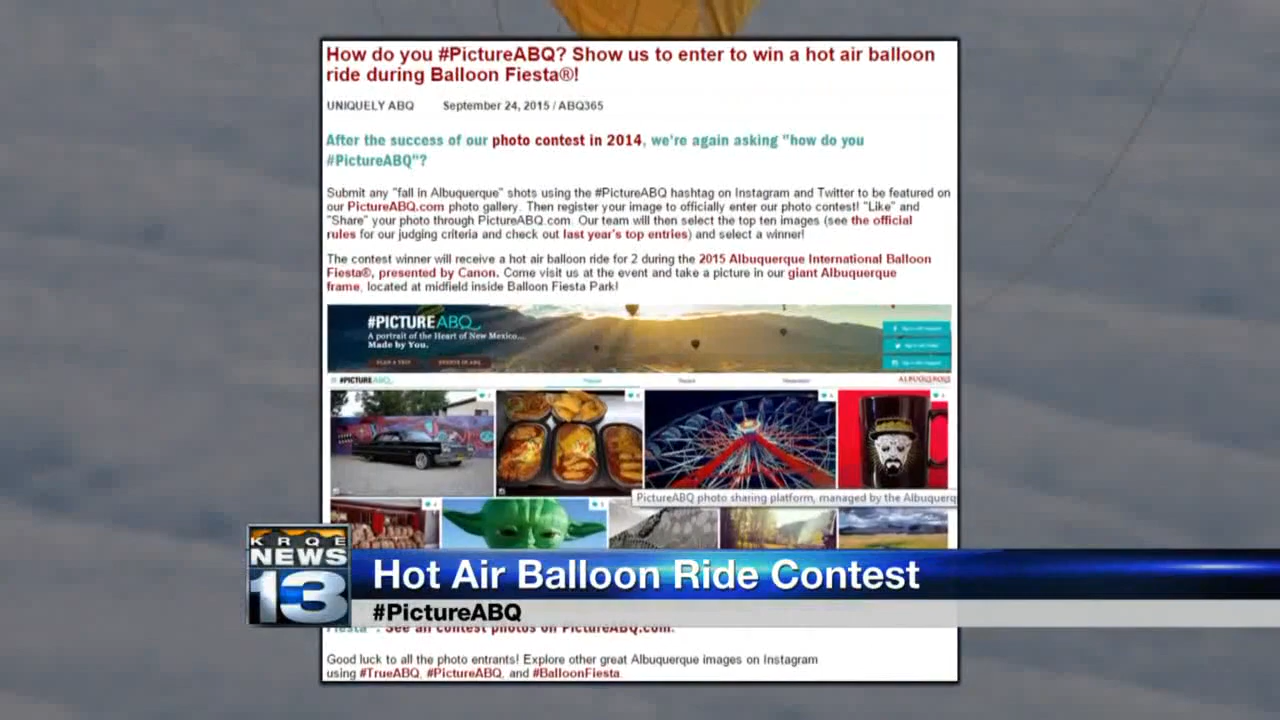 How do you #PictureABQ? Show us to enter to win a hot air balloon
ride during Balloon Fiesta®!
UNIQUELY ABQ September 24, 2015 / ABQ365
After the success of our photo contest in 2014, we're again asking "how do you
#PictureABQ"?
Submit any "fall in Albuquerque" shots using the #PictureABQ hashtag on Instagram and Twitter to be featured on
our PictureABQ.com photo gallery. Then register your image to officially enter our photo contest! "Like" and
"Share" your photo through PictureABQ.com. Our team will then select the top ten images (see the official
rules for our judging criteria and check out last year's top entries) and select a winner!
The contest winner will receive a hot air balloon ride for 2 during the 2015 Albuquerque International Balloon
Fiesta®, presented by Canon. Come visit us at the event and take a picture in our giant Albuquerque
frame, located at midfield inside Balloon Fiesta Park!
#PICTUREABQ
A portrait of the Heart of New Mexico...
Made by You.
PLAN A TRIP EVENTS IN ABQ
#PICTUREABQ ALBUQUERQUE
PictureABQ photo sharing platform, managed by the Albuquerq
KRQE
NEWS
13
Hot Air Balloon Ride Contest
#PictureABQ
Fiesta®. See all contest photos on PictureABQ.com.
Good luck to all the photo entrants! Explore other great Albuquerque images on Instagram
using #TrueABQ, #PictureABQ, and #BalloonFiesta